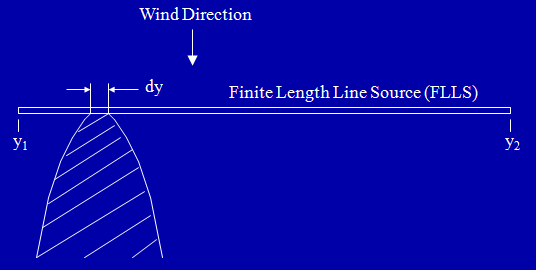 Wind Direction
dy
Finite Length Line Source (FLLS)
y1
y2